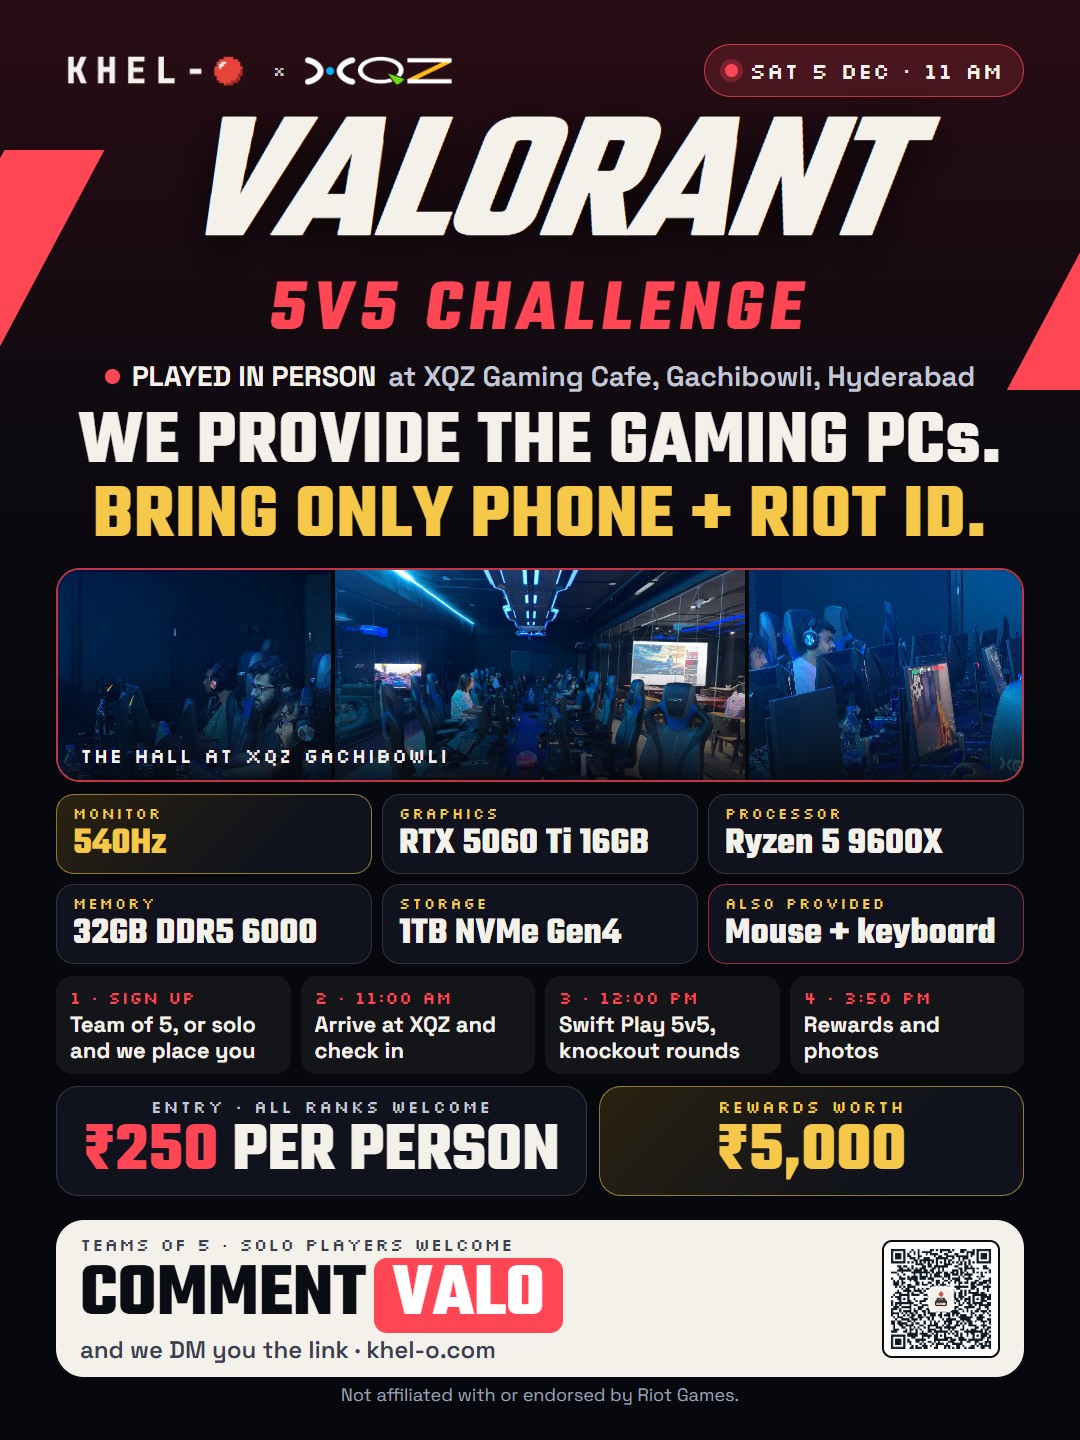 KHEL-
x XQZ
SAT 5 DEC · 11 AM
VALORANT
5V5 CHALLENGE
PLAYED IN PERSON at XQZ Gaming Cafe, Gachibowli, Hyderabad
WE PROVIDE THE GAMING PCs.
BRING ONLY PHONE + RIOT ID.
THE HALL AT XQZ GACHIBOWLI
MONITOR
540Hz
GRAPHICS
RTX 5060 Ti 16GB
PROCESSOR
Ryzen 5 9600X
MEMORY
32GB DDR5 6000
STORAGE
1TB NVMe Gen4
ALSO PROVIDED
Mouse + keyboard
1 · SIGN UP
Team of 5, or solo
and we place you
2 · 11:00 AM
Arrive at XQZ and
check in
3 · 12:00 PM
Swift Play 5v5,
knockout rounds
4 · 3:50 PM
Rewards and
photos
ENTRY · ALL RANKS WELCOME
₹250 PER PERSON
REWARDS WORTH
₹5,000
TEAMS OF 5 · SOLO PLAYERS WELCOME
COMMENT VALO
and we DM you the link · khel-o.com
Not affiliated with or endorsed by Riot Games.